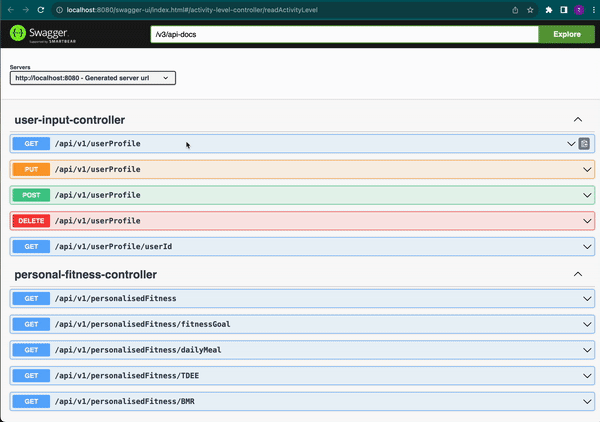 localhost:8080/swagger-ui/index.html#/activity-level-controller/readActivityLevel
Swagger
Supported by SMARTBEAR
/v3/api-docs
Explore
Servers
http://localhost:8080 - Generated server url
user-input-controller
GET /api/v1/userProfile
PUT /api/v1/userProfile
POST /api/v1/userProfile
DELETE /api/v1/userProfile
GET /api/v1/userProfile/userId
personal-fitness-controller
GET /api/v1/personalisedFitness
GET /api/v1/personalisedFitness/fitnessGoal
GET /api/v1/personalisedFitness/dailyMeal
GET /api/v1/personalisedFitness/TDEE
GET /api/v1/personalisedFitness/BMR